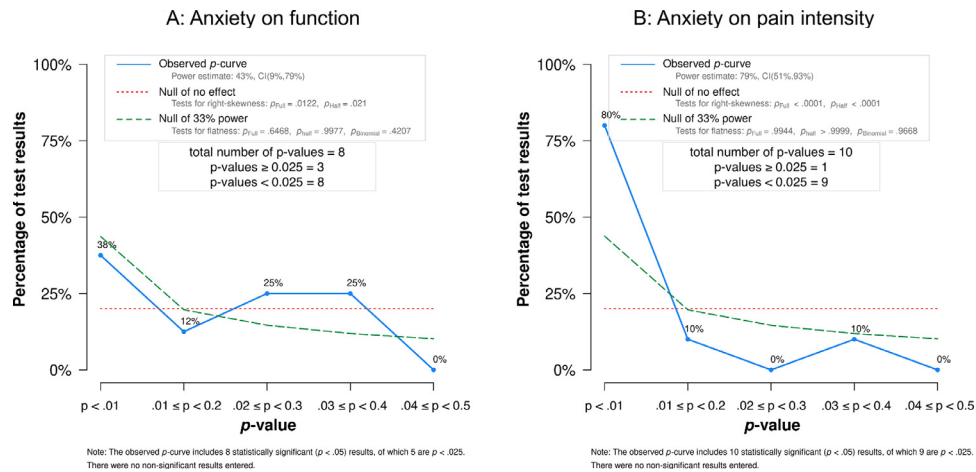 A: Anxiety on function
100%
75%
50%
25%
0%
Percentage of test results
Observed p-curve
Power estimate: 43%, CI(9%,79%)
Null of no effect
Tests for right-skewness: pFull = .0122, pHalf = .021
Null of 33% power
Tests for flatness: pFull = .6468, phalf = .9977, pBinomial = .4207
total number of p-values = 8
p-values ≥ 0.025 = 3
p-values < 0.025 = 8
38%
12%
25%
25%
0%
p < .01
.01 ≤ p < .2
.02 ≤ p < .3
.03 ≤ p < .4
.04 ≤ p < .5
p-value
Note: The observed p-curve includes 8 statistically significant (p < .05) results, of which 5 are p < .025.
There were no non-significant results entered.
B: Anxiety on pain intensity
100%
75%
50%
25%
0%
Percentage of test results
Observed p-curve
Power estimate: 79%, CI(51%,93%)
Null of no effect
Tests for right-skewness: pFull < .0001, pHalf < .0001
Null of 33% power
Tests for flatness: pFull = .9944, phalf > .9999, pBinomial = .9668
total number of p-values = 10
p-values ≥ 0.025 = 1
p-values < 0.025 = 9
80%
10%
0%
10%
0%
p < .01
.01 ≤ p < .2
.02 ≤ p < .3
.03 ≤ p < .4
.04 ≤ p < .5
p-value
Note: The observed p-curve includes 10 statistically significant (p < .05) results, of which 9 are p < .025.
There were no non-significant results entered.